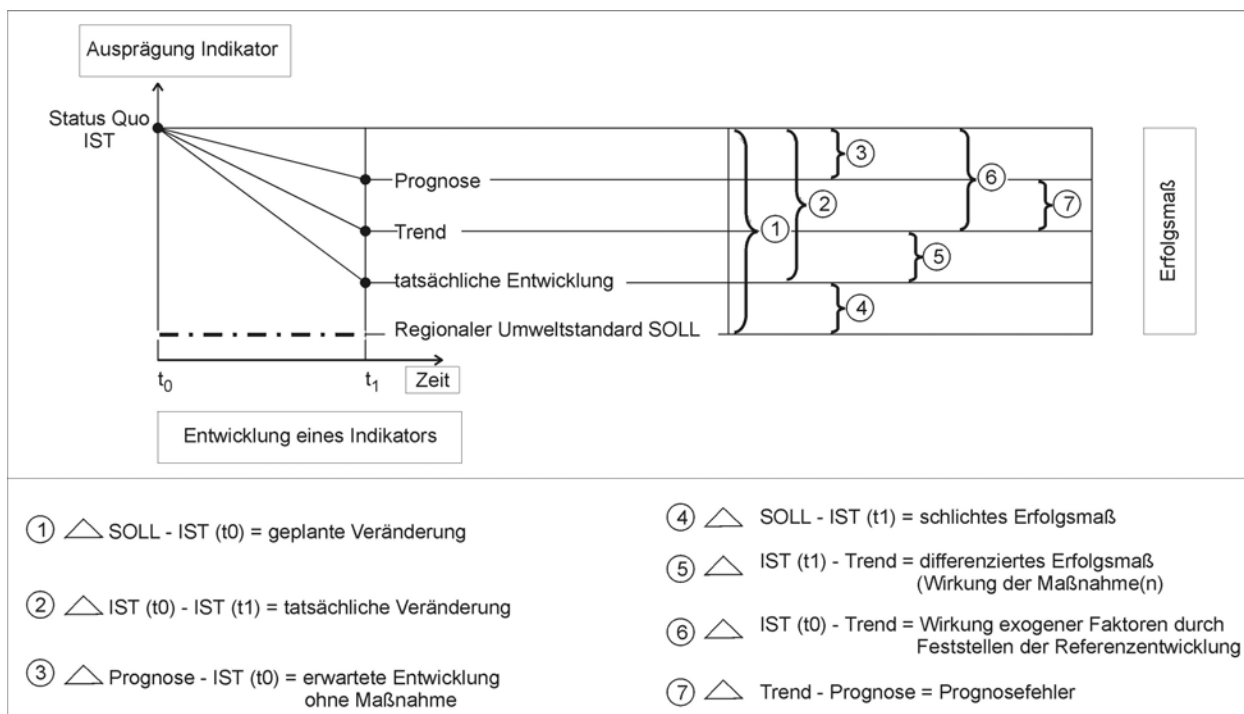 Ausprägung Indikator
Status Quo
IST
Prognose
Trend
tatsächliche Entwicklung
Regionaler Umweltstandard SOLL
t0
t1
Zeit
Entwicklung eines Indikators
1
2
3
4
5
6
7
Erfolgsmaß
1 SOLL - IST (t0) = geplante Veränderung
2 IST (t0) - IST (t1) = tatsächliche Veränderung
3 Prognose - IST (t0) = erwartete Entwicklung
ohne Maßnahme
4 SOLL - IST (t1) = schlichtes Erfolgsmaß
5 IST (t1) - Trend = differenziertes Erfolgsmaß
(Wirkung der Maßnahme(n)
6 IST (t0) - Trend = Wirkung exogener Faktoren durch
Feststellen der Referenzentwicklung
7 Trend - Prognose = Prognosefehler